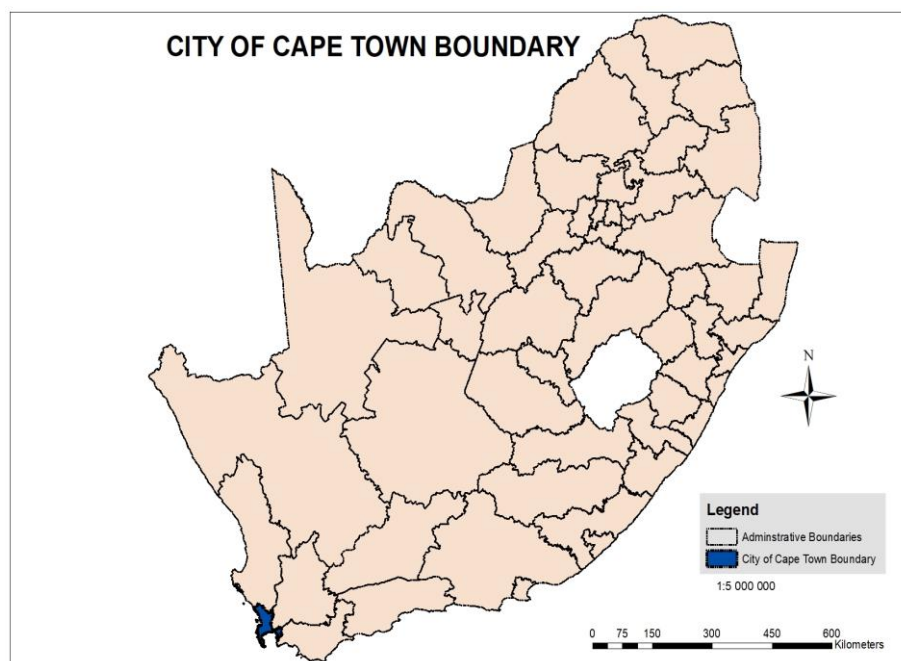 CITY OF CAPE TOWN BOUNDARY
N
Legend
Adminstrative Boundaries
City of Cape Town Boundary
1:5 000 000
0 75 150 300 450 600
Kilometers